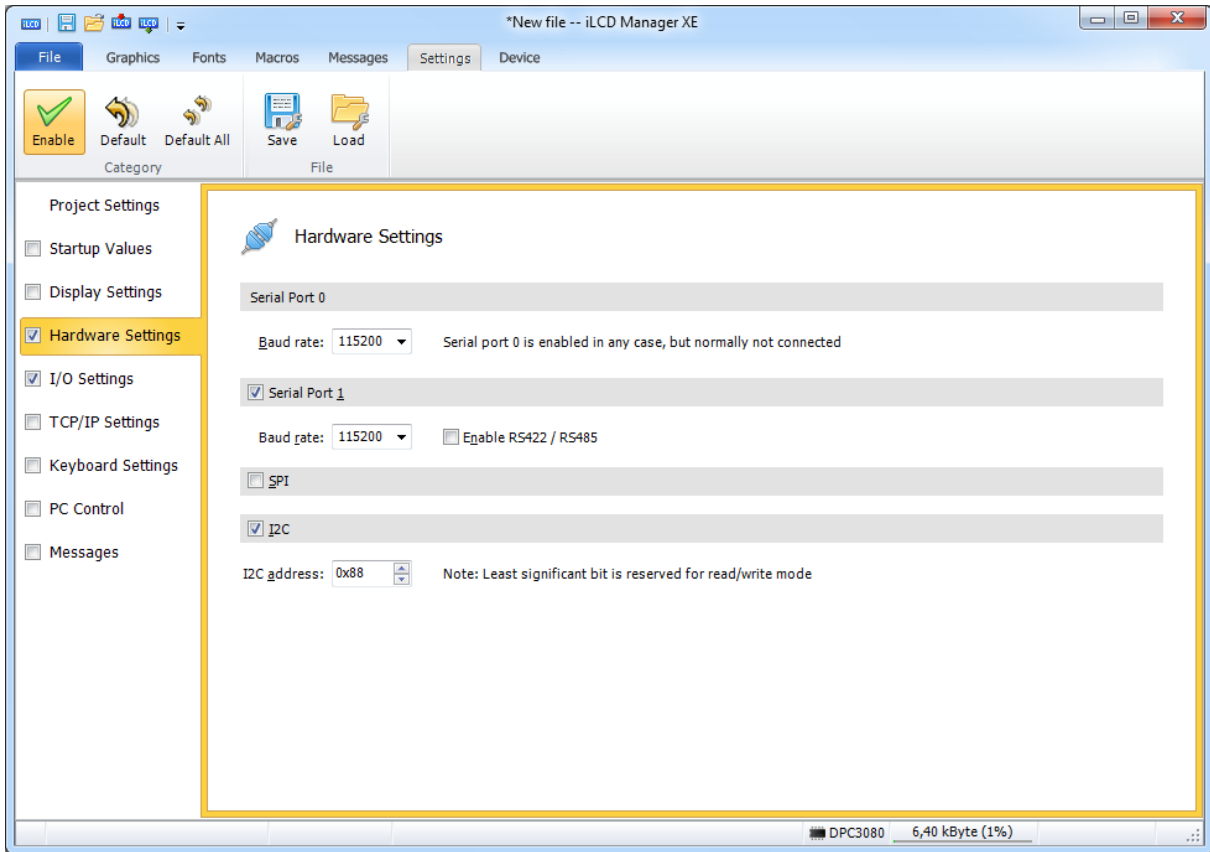 *New file -- iLCD Manager XE
File Graphics Fonts Macros Messages Settings Device
Enable Default Default All Save Load
Category File
Project Settings
Startup Values
Display Settings
Hardware Settings
I/O Settings
TCP/IP Settings
Keyboard Settings
PC Control
Messages
Hardware Settings
Serial Port 0
Baud rate: 115200 Serial port 0 is enabled in any case, but normally not connected
Serial Port 1
Baud rate: 115200 Enable RS422 / RS485
SPI
I2C
I2C address: 0x88 Note: Least significant bit is reserved for read/write mode
DPC3080 6,40 kByte (1%)